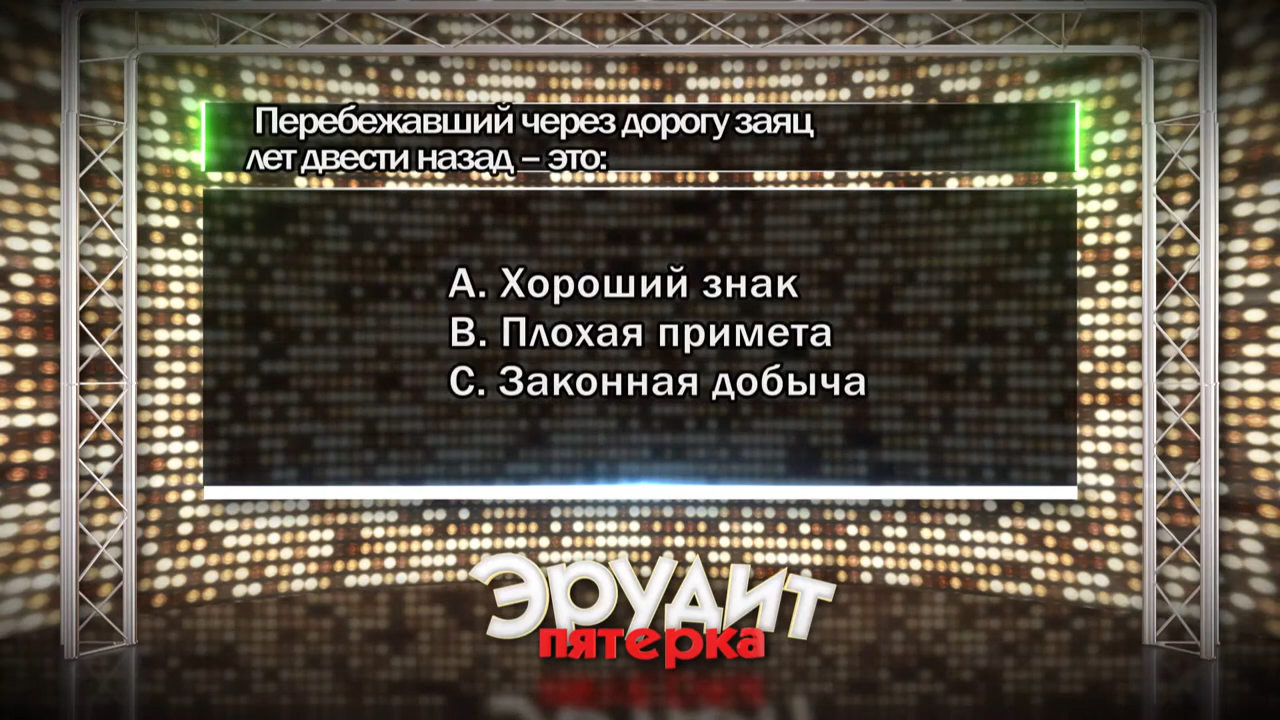 Перебежавший через дорогу заяц
лет двести назад – это:
А. Хороший знак
В. Плохая примета
С. Законная добыча
ЭРУДИТ
пятерка